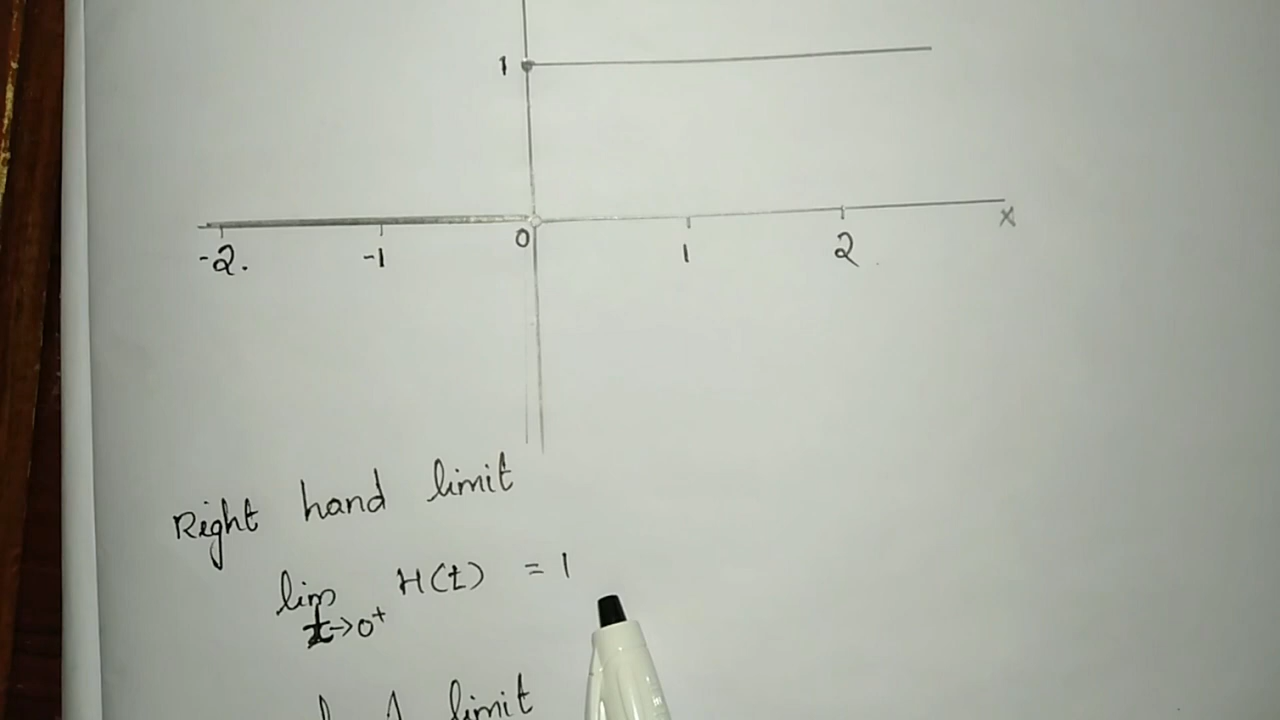 1
x
-2. -1 0 1 2
Right hand limit
lim H(t) = 1
t→0+
limit